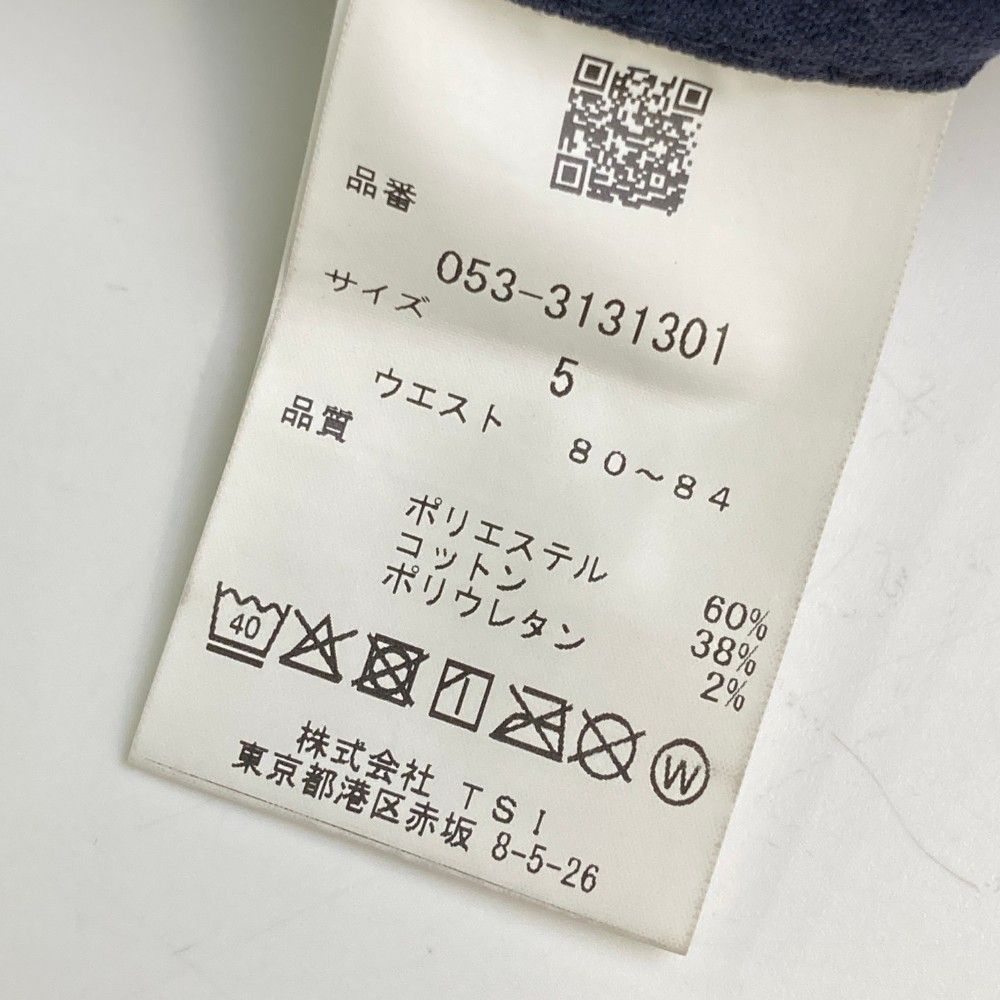 品番
053-3131301
サイズ
5
ウエスト 80～84
品質
ポリエステル 60%
コットン 38%
ポリウレタン 2%
40
W
株式会社 TSI
東京都港区赤坂 8-5-26